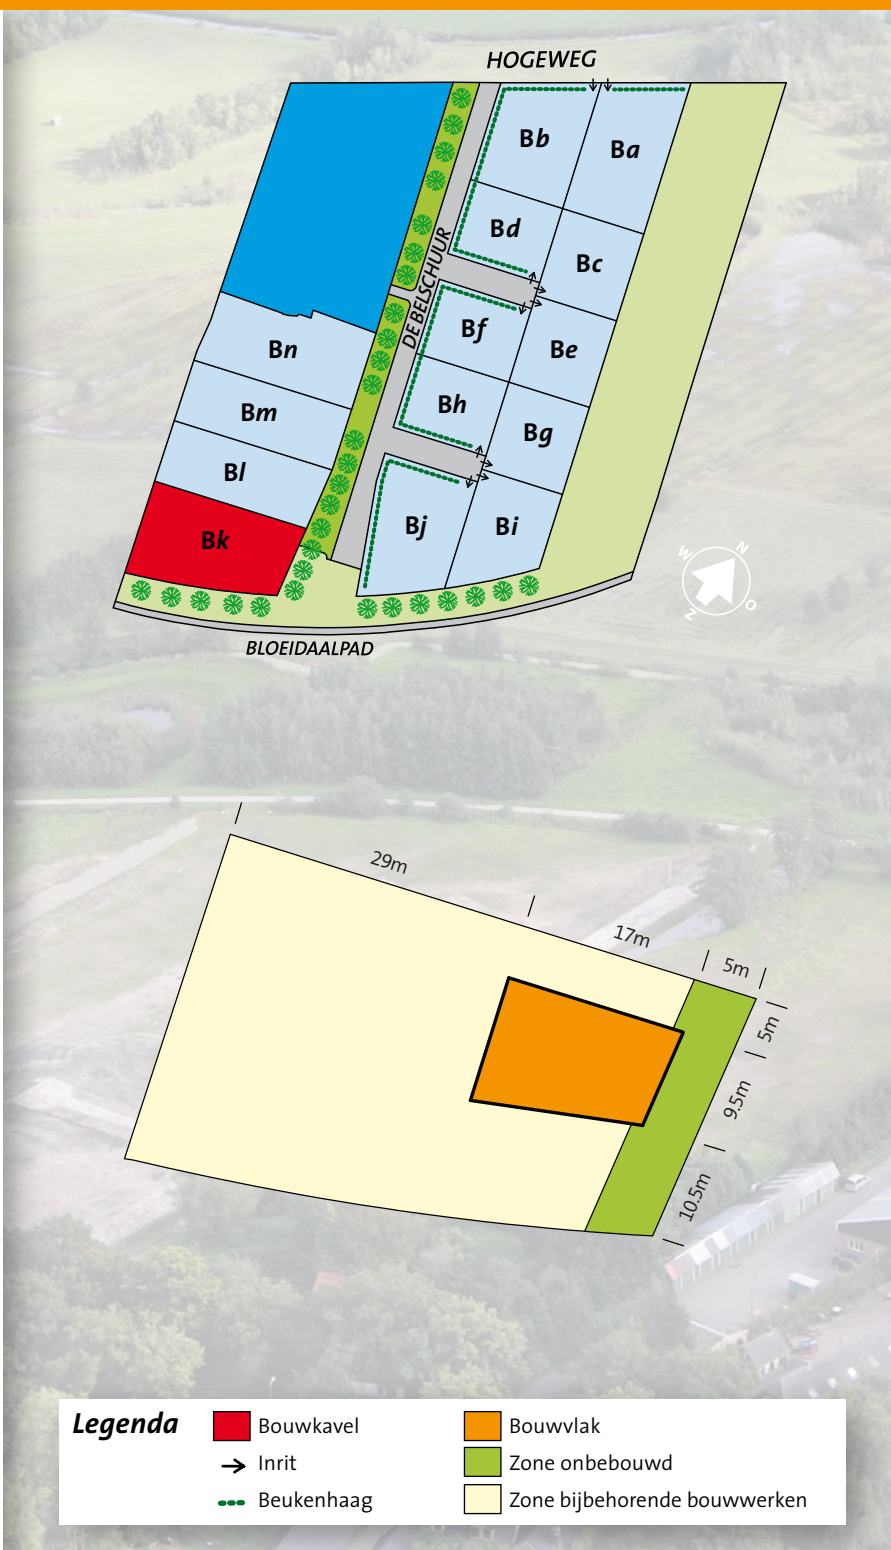 HOGEWEG
Bb
Ba
Bd
Bc
DE BELSCHUUR
Bf
Be
Bn
Bh
Bm
Bg
Bl
Bj
Bi
Bk
W
N
Z
O
BLOEIDAALPAD
29m
17m
5m
5m
9.5m
10.5m
Legenda
Bouwkavel
Bouwvlak
Inrit
Zone onbebouwd
Beukenhaag
Zone bijbehorende bouwwerken